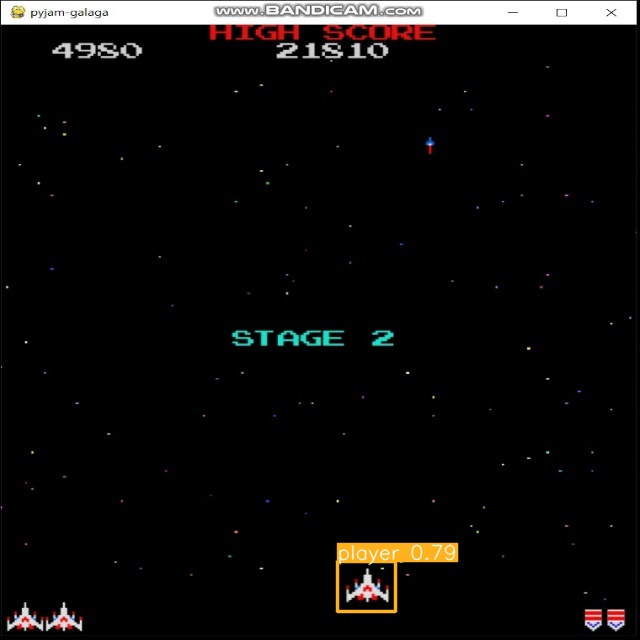 pyjam-galaga
www.BANDICAM.com
HIGH SCORE
4980 21810
STAGE 2
player 0.79